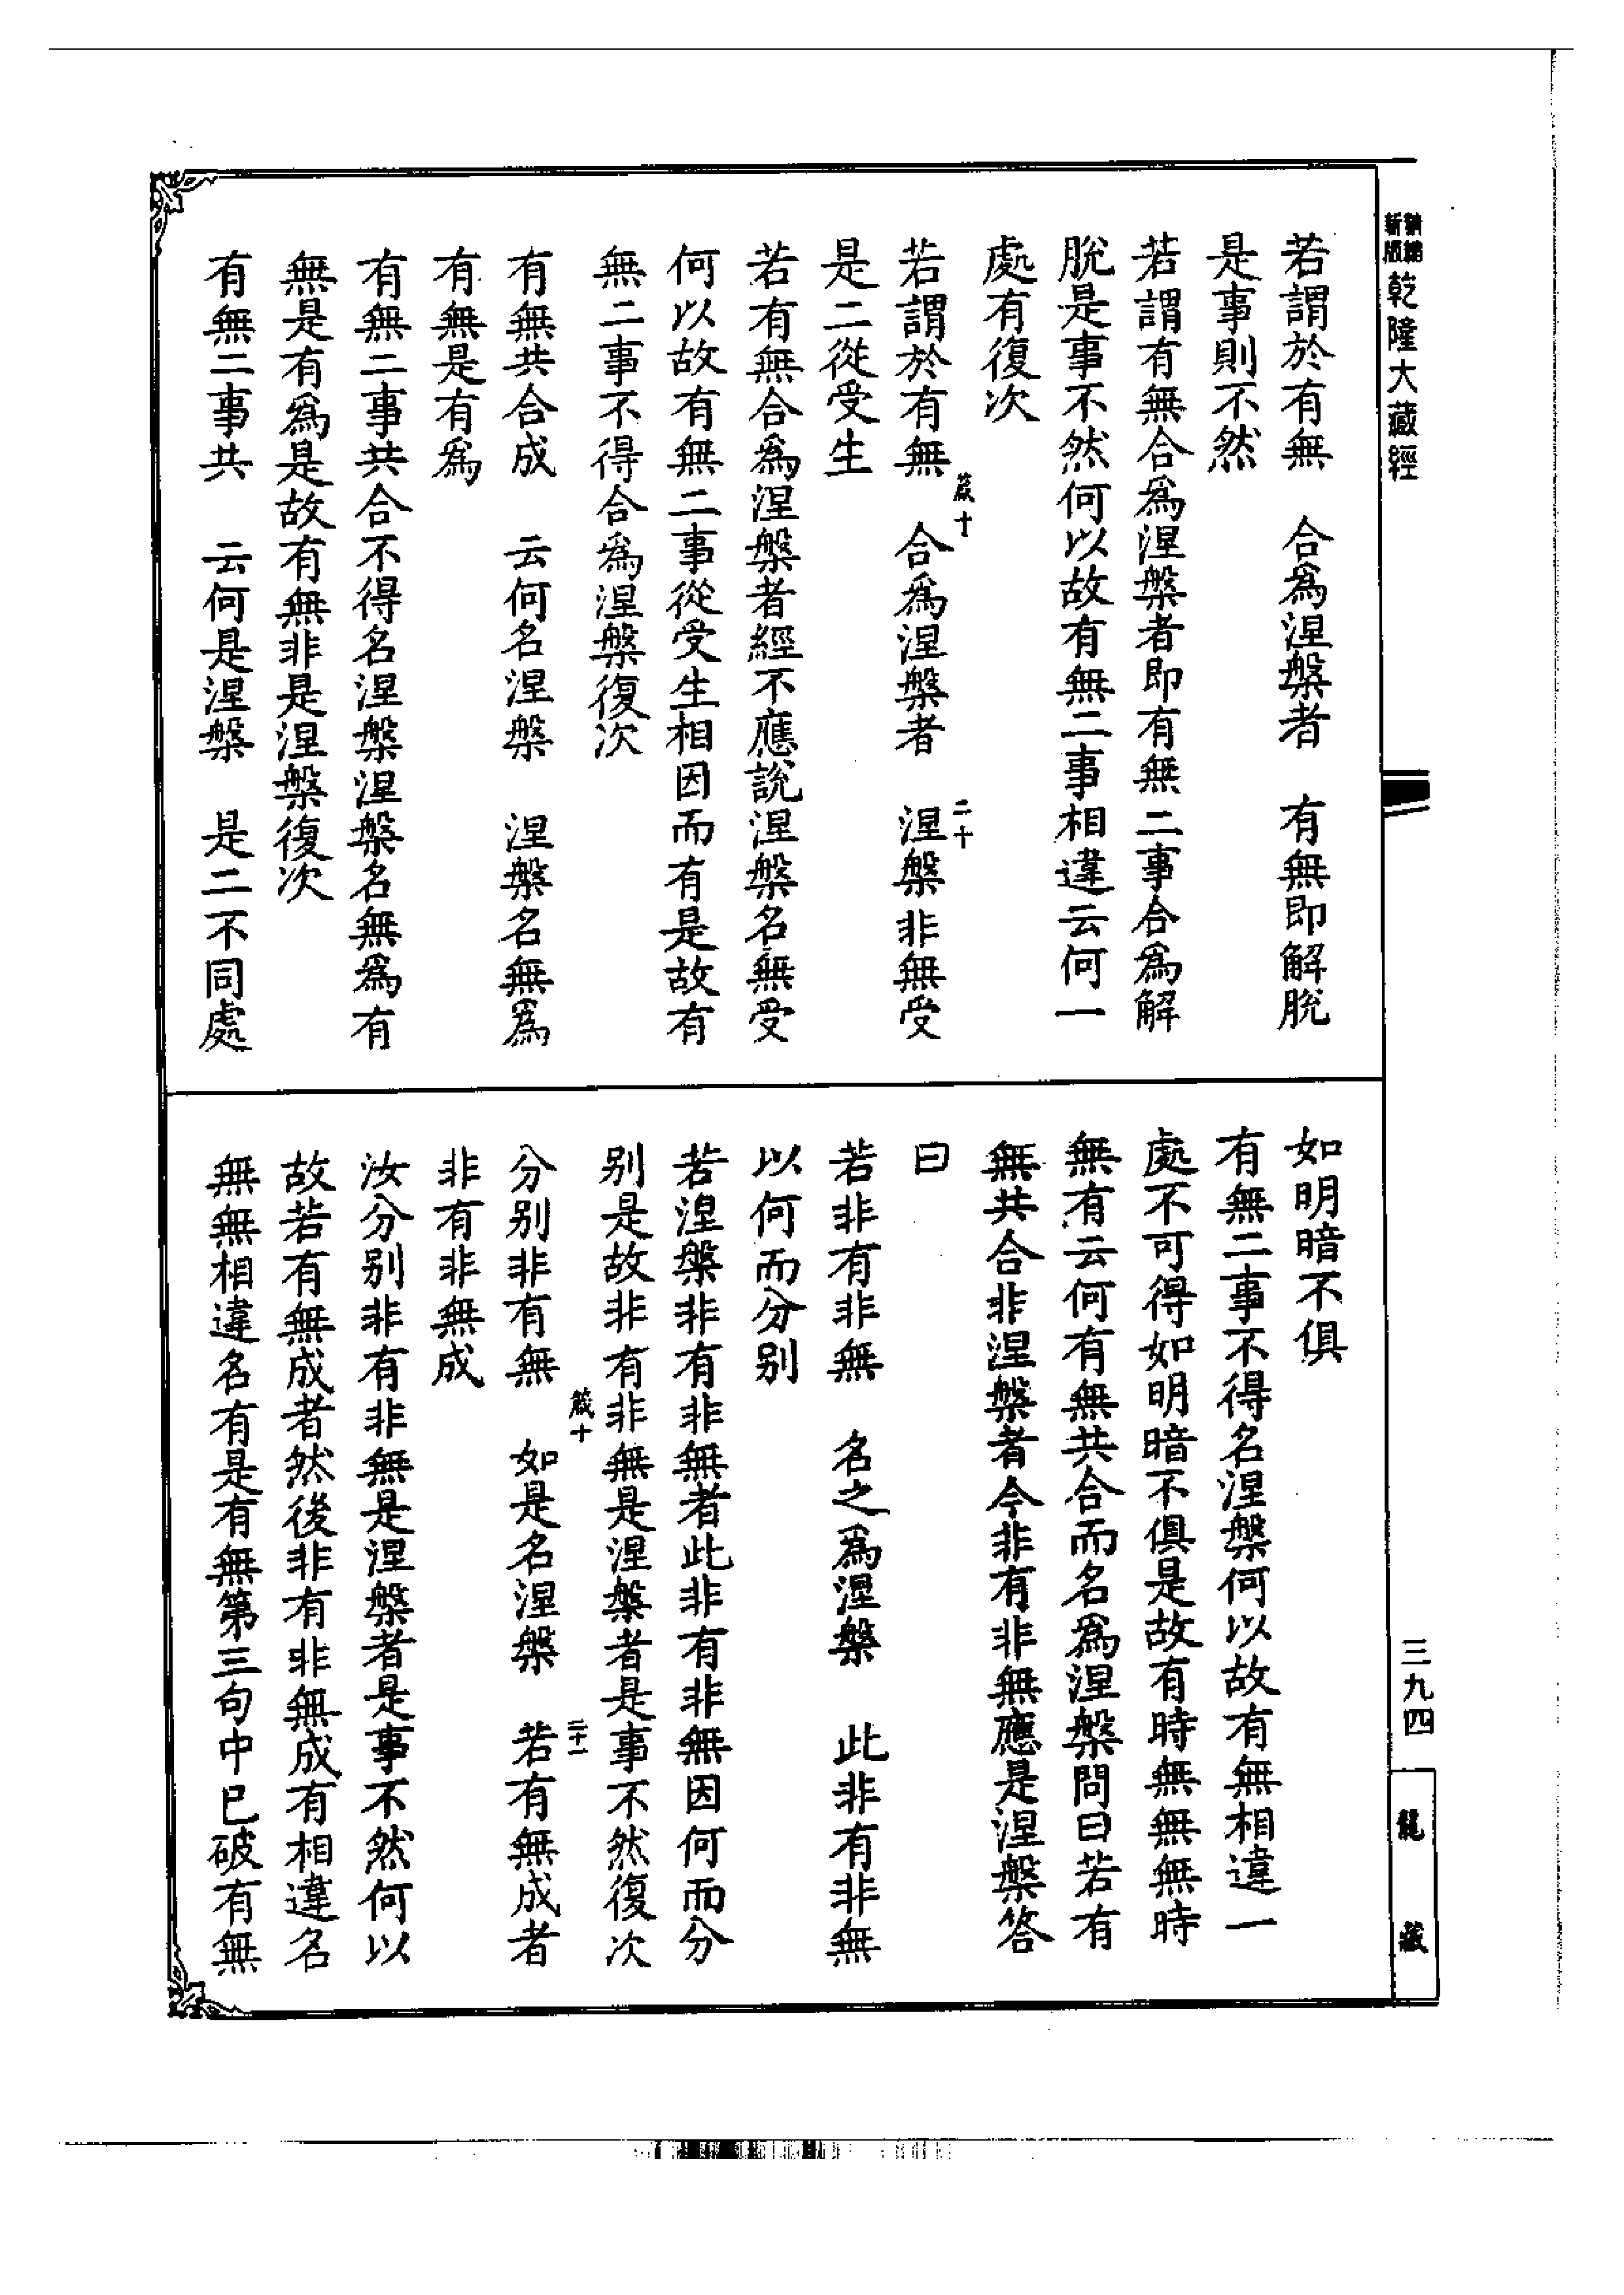 新編
新版
乾隆大藏經
若謂於有無　合爲涅槃者　有無即解脫
是事則不然
若謂有無合爲涅槃者即有無二事合爲解
脫是事不然何以故有無二事相違云何一
處有復次
葴十
二十
若謂於有無　合爲涅槃者　涅槃非無受
是二從受生
若有無合爲涅槃者經不應說涅槃名無受
何以故有無二事從受生相因而有是故有
無二事不得合爲涅槃復次
有無共合成　云何名涅槃　涅槃名無爲
有無是有爲
有無二事共合不得名涅槃涅槃名無爲有
無是有爲是故有無非是涅槃復次
有無二事共　云何是涅槃　是二不同處
如明暗不俱
有無二事不得名涅槃何以故有無相違一
處不可得如明暗不俱是故有時無無無時
無有云何有無共合而名爲涅槃問曰若有
無共合非涅槃者今非有非無應是涅槃答
曰
若非有非無　名之爲涅槃　此非有非無
以何而分别
若涅槃非有非無者此非有非無因何而分
别是故非有非無是涅槃者是事不然復次
葴十
二十一
分别非有無　如是名涅槃　若有無成者
非有非無成
汝分别非有非無是涅槃者是事不然何以
故若有無成者然後非有非無成有相違名
無無相違名有是有無第三句中已破有無
三九四
龍藏